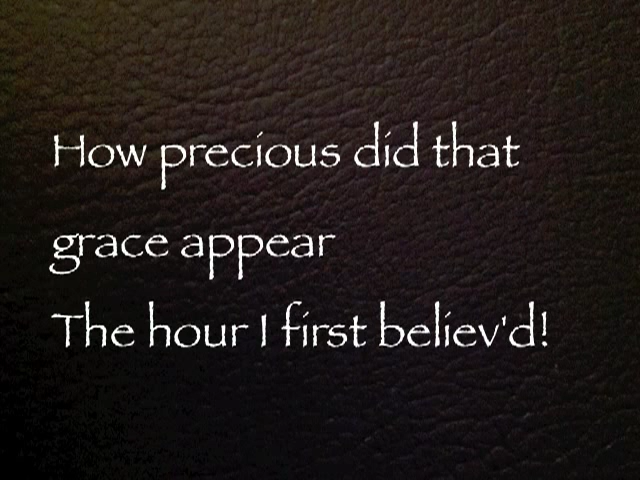 How precious did that
grace appear
The hour I first believ'd!